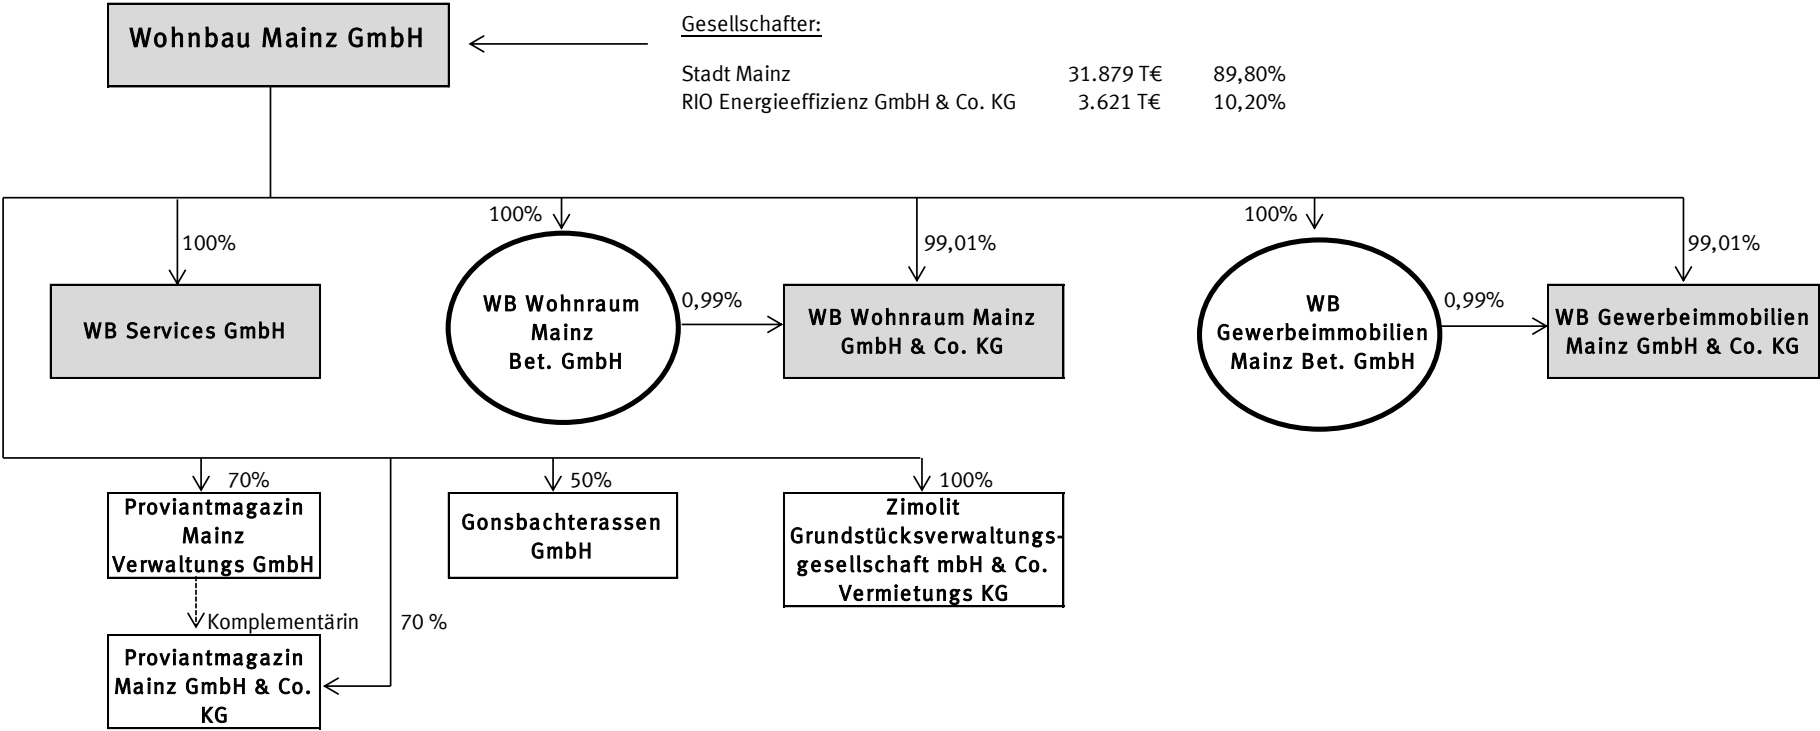 Wohnbau Mainz GmbH
Gesellschafter:
Stadt Mainz 31.879 T€ 89,80%
RIO Energieeffizienz GmbH & Co. KG 3.621 T€ 10,20%
100%
100%
99,01%
100%
99,01%
WB Services GmbH
WB Wohnraum
Mainz
Bet. GmbH
0,99%
WB Wohnraum Mainz
GmbH & Co. KG
WB
Gewerbeimmobilien
Mainz Bet. GmbH
0,99%
WB Gewerbeimmobilien
Mainz GmbH & Co. KG
70%
Proviantmagazin
Mainz
Verwaltungs GmbH
50%
Gonsbachterassen
GmbH
100%
Zimolit
Grundstücksverwaltungs-
gesellschaft mbH & Co.
Vermietungs KG
Komplementärin
70 %
Proviantmagazin
Mainz GmbH & Co.
KG